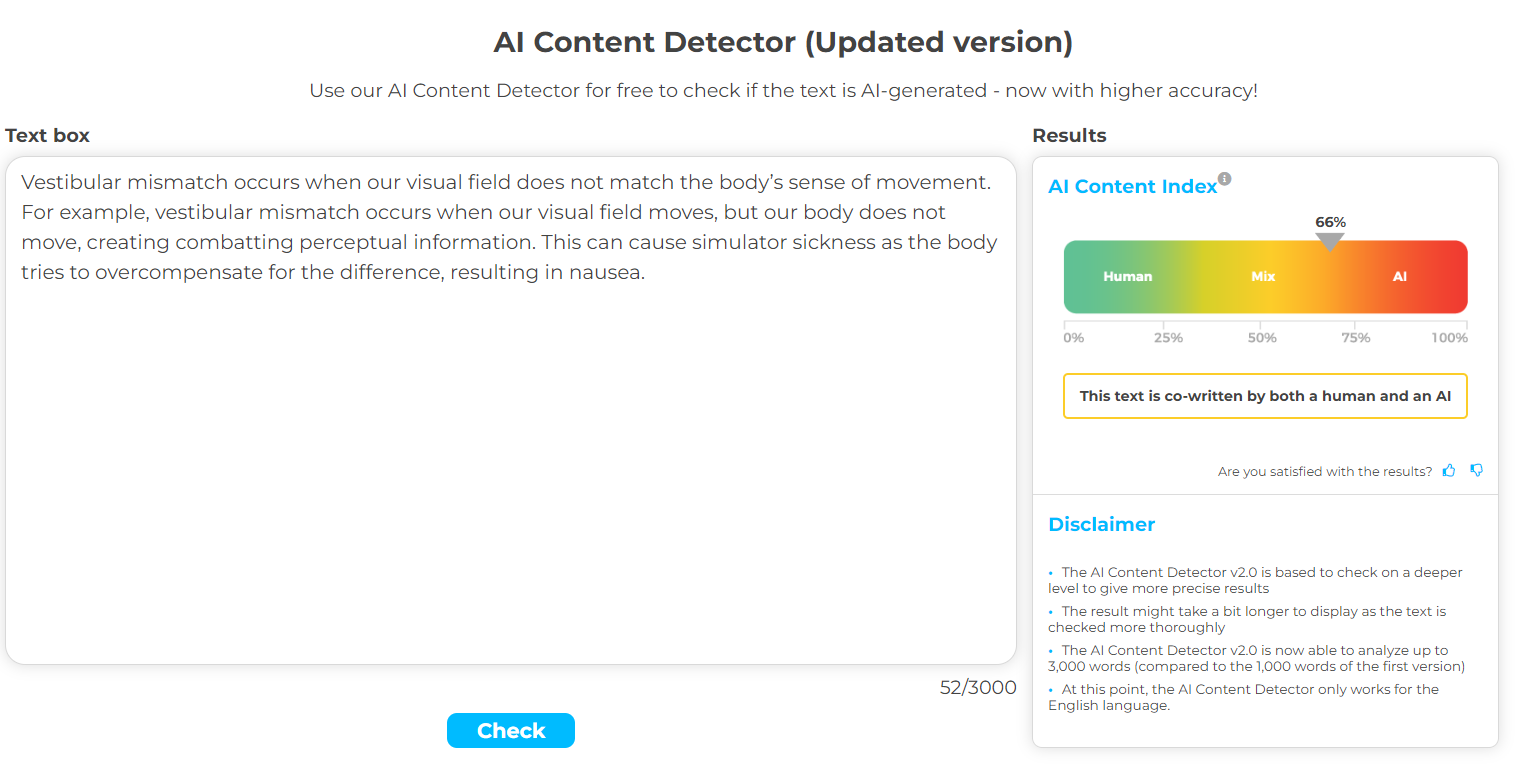 AI Content Detector (Updated version)
Use our AI Content Detector for free to check if the text is AI-generated - now with higher accuracy!
Text box
Vestibular mismatch occurs when our visual field does not match the body’s sense of movement.
For example, vestibular mismatch occurs when our visual field moves, but our body does not
move, creating combatting perceptual information. This can cause simulator sickness as the body
tries to overcompensate for the difference, resulting in nausea.
52/3000
Check
Results
AI Content Index
66%
Human Mix AI
0% 25% 50% 75% 100%
This text is co-written by both a human and an AI
Are you satisfied with the results?
Disclaimer
• The AI Content Detector v2.0 is based to check on a deeper
level to give more precise results
• The result might take a bit longer to display as the text is
checked more thoroughly
• The AI Content Detector v2.0 is now able to analyze up to
3,000 words (compared to the 1,000 words of the first version)
• At this point, the AI Content Detector only works for the
English language.